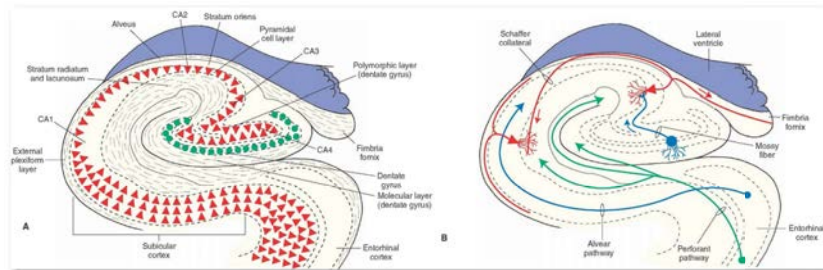 CA2
Stratum oriens
Alveus
Pyramidal
cell layer
CA3
Stratum radiatum
and lacunosum
Polymorphic layer
(dentate gyrus)
CA1
External
plexiform
layer
CA4
Fimbria
fornix
Dentate
gyrus
Molecular layer
(dentate gyrus)
A
Subicular
cortex
Entorhinal
cortex
Schaffer
collateral
Lateral
ventricle
Fimbria
fornix
Mossy
fiber
B
Alvear
pathway
Perforant
pathway
Entorhinal
cortex